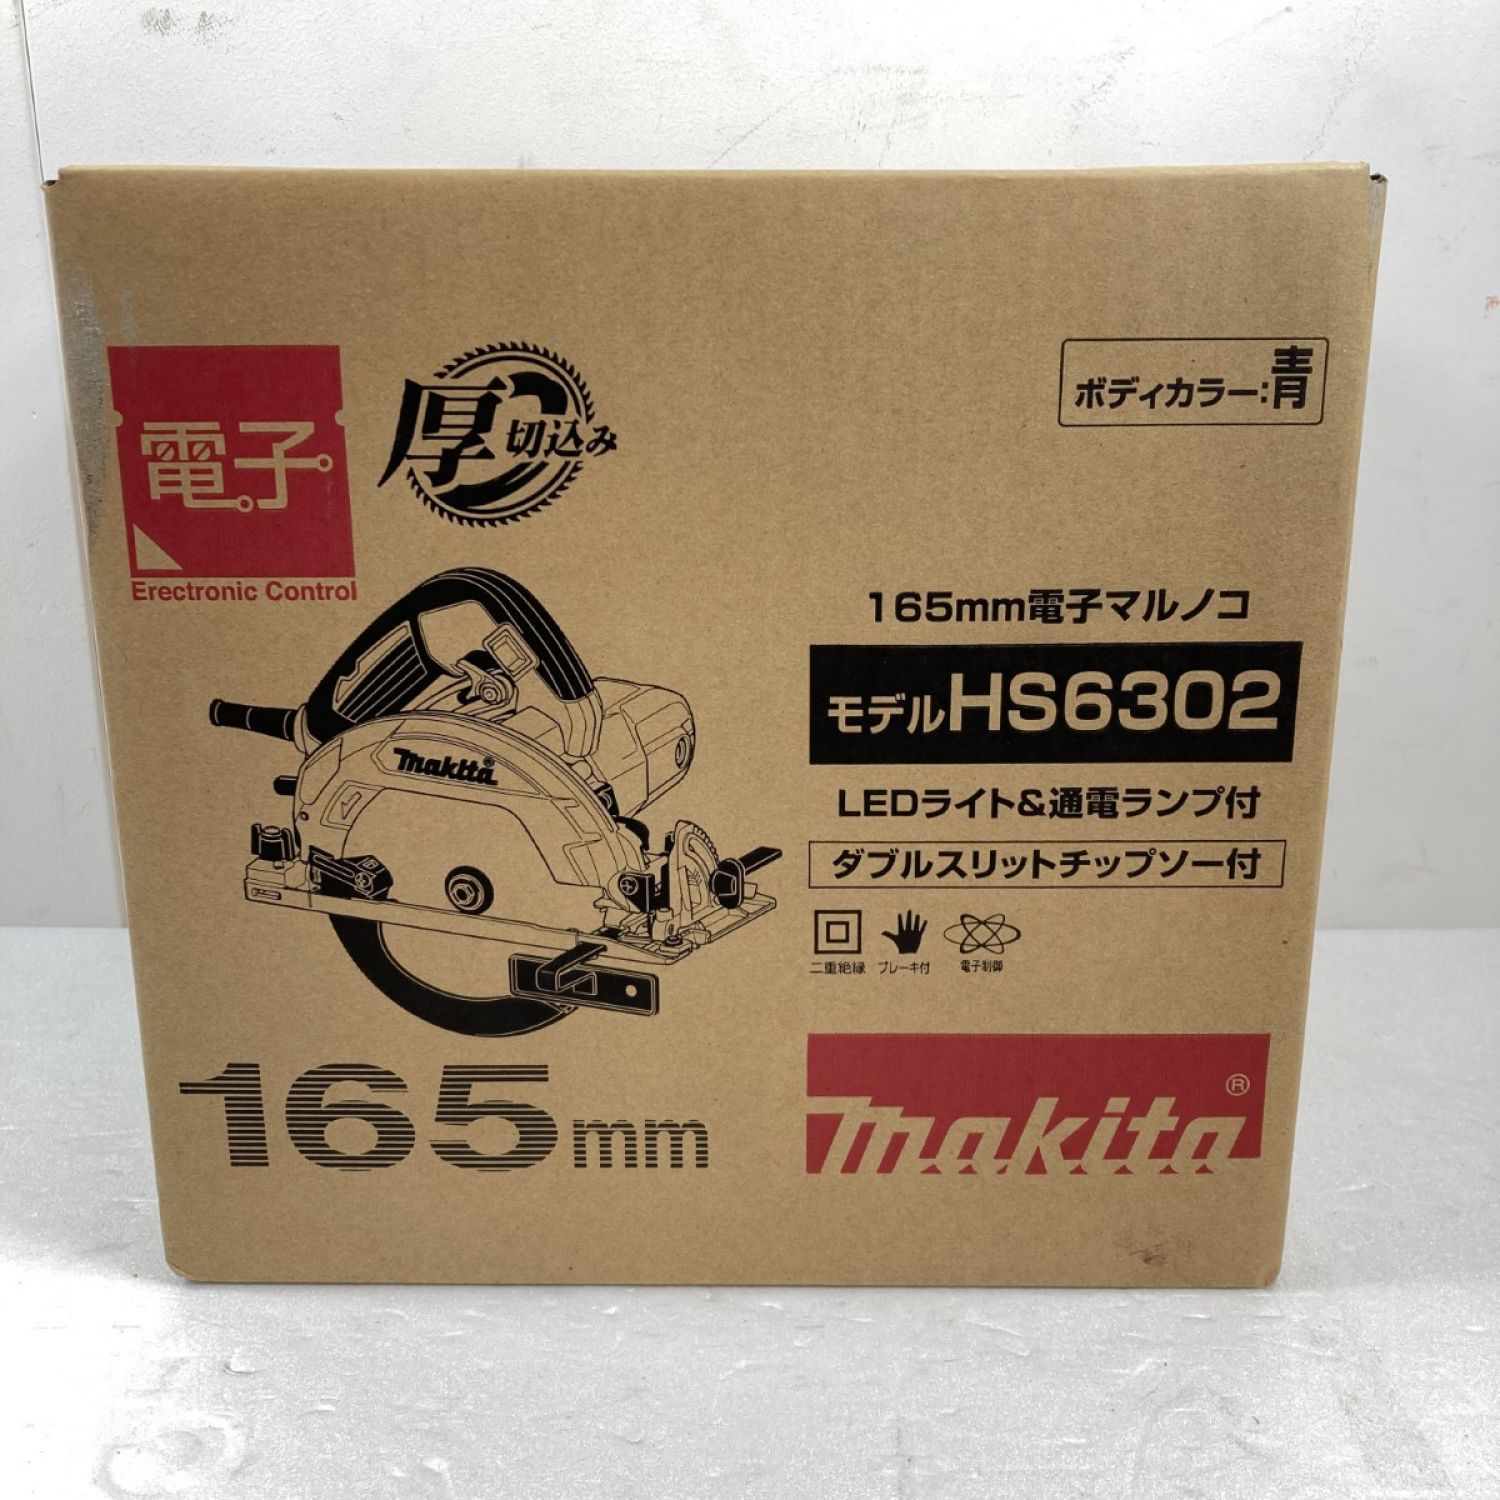 電子
Erectronic Control
厚切込み
ボディカラー:青
165mm電子マルノコ
モデルHS6302
LEDライト&通電ランプ付
ダブルスリットチップソー付
二重絶縁 ブレーキ付 電子制御
makita®
165mm
makita®